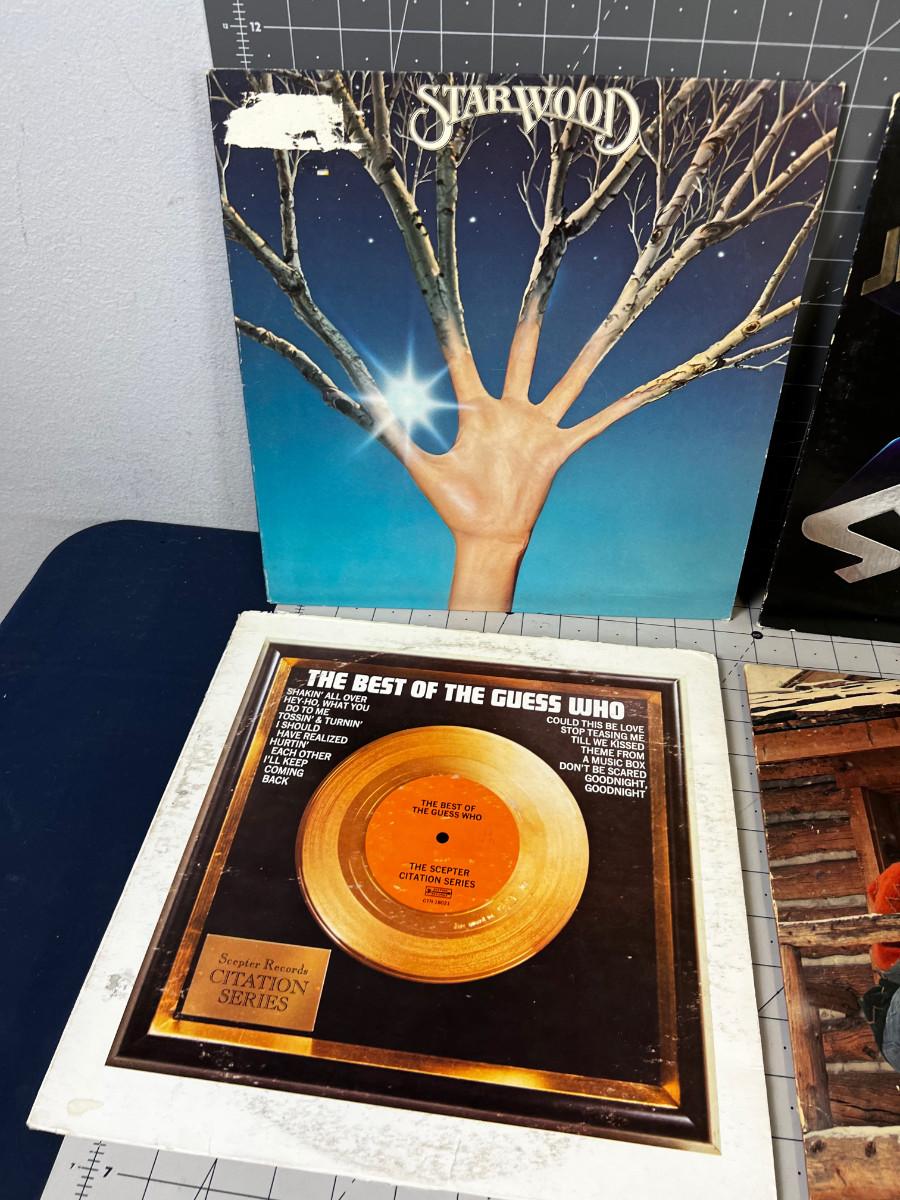 12
STARWOOD
THE BEST OF THE GUESS WHO
SHAKIN' ALL OVER
HEY-HO, WHAT YOU
DO TO ME
TOSSIN' & TURNIN'
I SHOULD
HAVE REALIZED
HURTIN'
EACH OTHER
I'LL KEEP
COMING
BACK
COULD THIS BE LOVE
STOP TEASING ME
TILL WE KISSED
THEME FROM
A MUSIC BOX
DON'T BE SCARED
GOODNIGHT,
GOODNIGHT
THE BEST OF
THE GUESS WHO
THE SCEPTER
CITATION SERIES
CTN 18021
Scepter Records
CITATION
SERIES
7